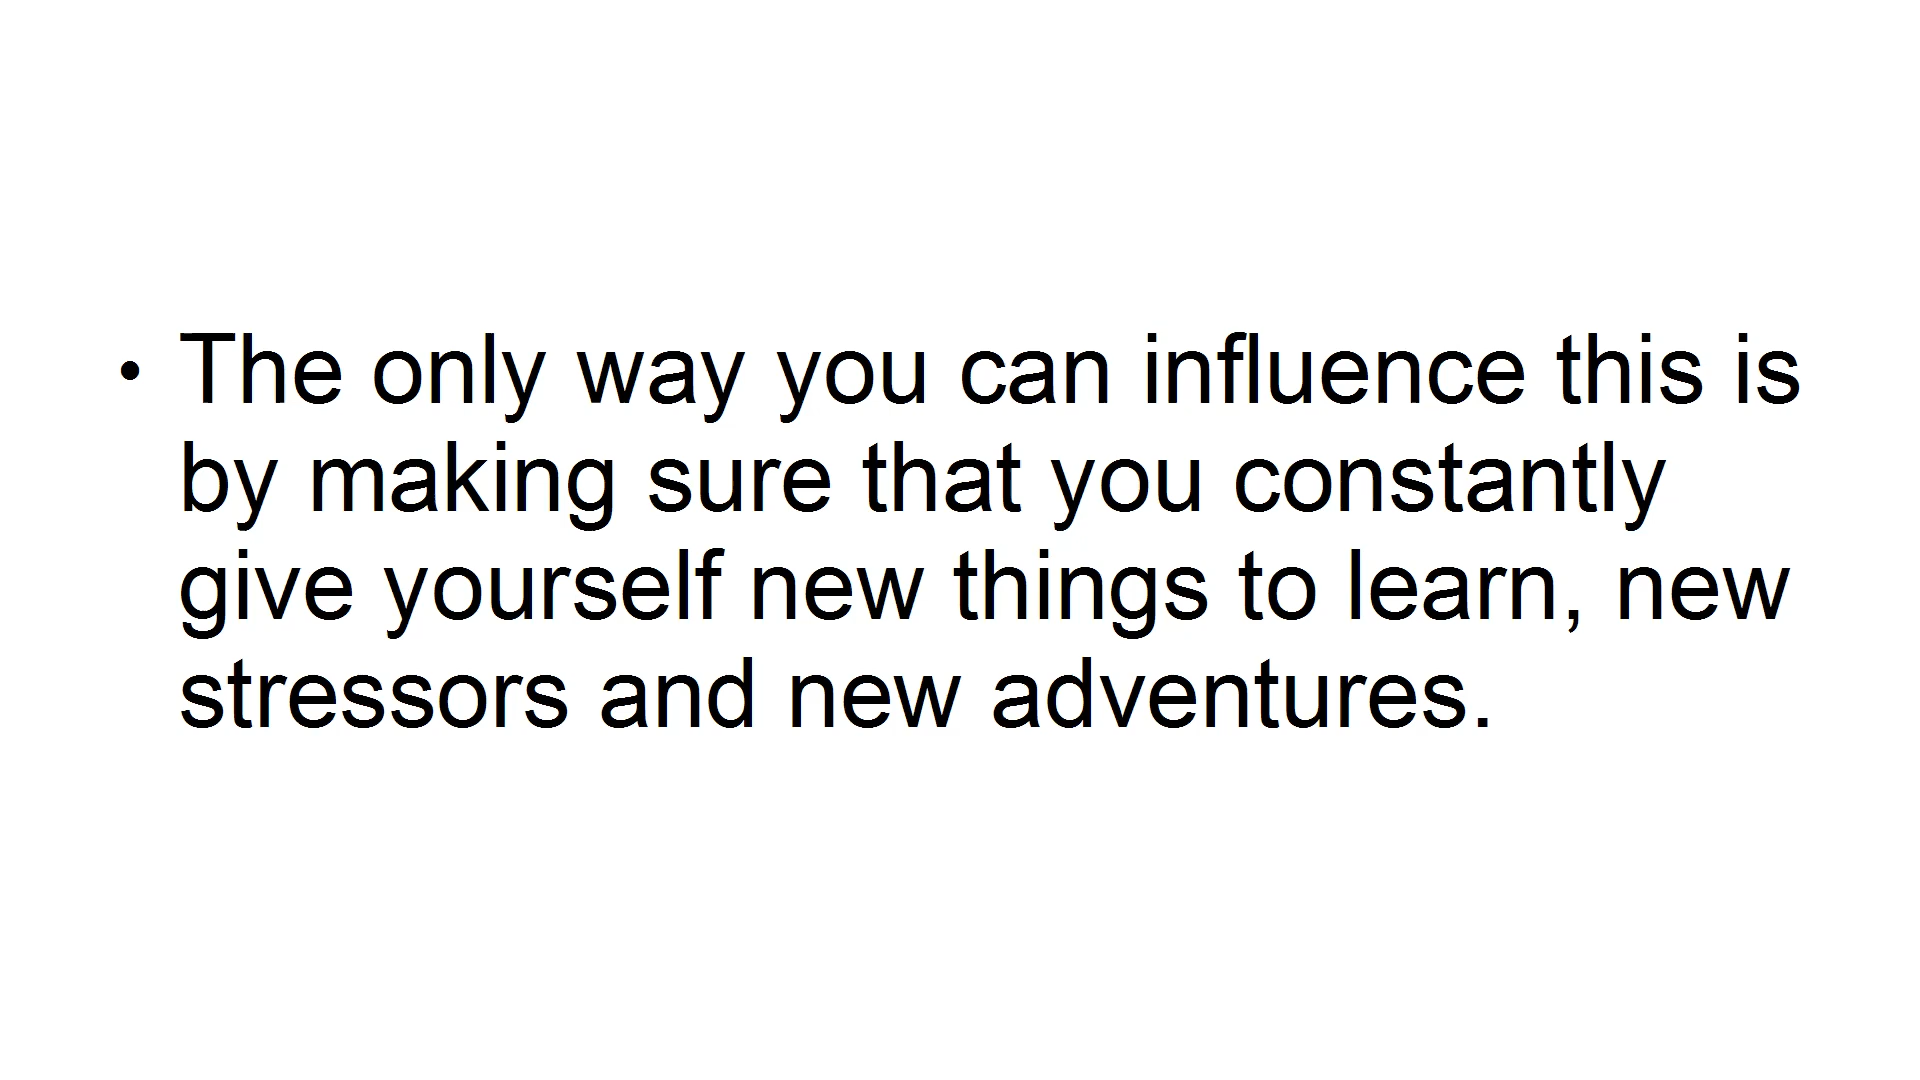 • The only way you can influence this is
by making sure that you constantly
give yourself new things to learn, new
stressors and new adventures.